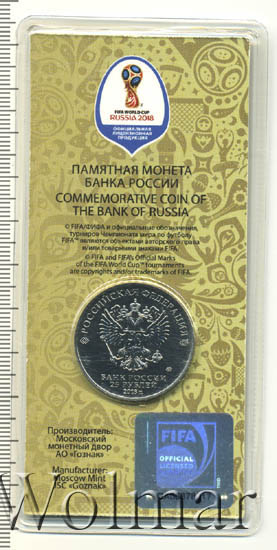 FIFA WORLD CUP
RUSSIA 2018
ОФИЦИАЛЬНАЯ
ЛИЦЕНЗИОННАЯ
ПРОДУКЦИЯ
ПАМЯТНАЯ МОНЕТА
БАНКА РОССИИ
COMMEMORATIVE COIN OF
THE BANK OF RUSSIA
© FIFA/ФИФА и официальные обозначения
турниров Чемпионата мира по футболу
FIFA™ являются объектами авторского права
и/или товарными знаками FIFA.
© FIFA and FIFA's Official Marks
of the FIFA World Cup™ tournaments
are copyrights and/or trademarks of FIFA.
РОССИЙСКАЯ ФЕДЕРАЦИЯ
БАНК РОССИИ
25 РУБЛЕЙ
2018 г.
Производитель:
Московский
монетный двор
АО «Гознак»
Manufacturer:
Moscow Mint
JSC «Goznak»
FIFA
OFFICIAL
LICENSED
Wolmar